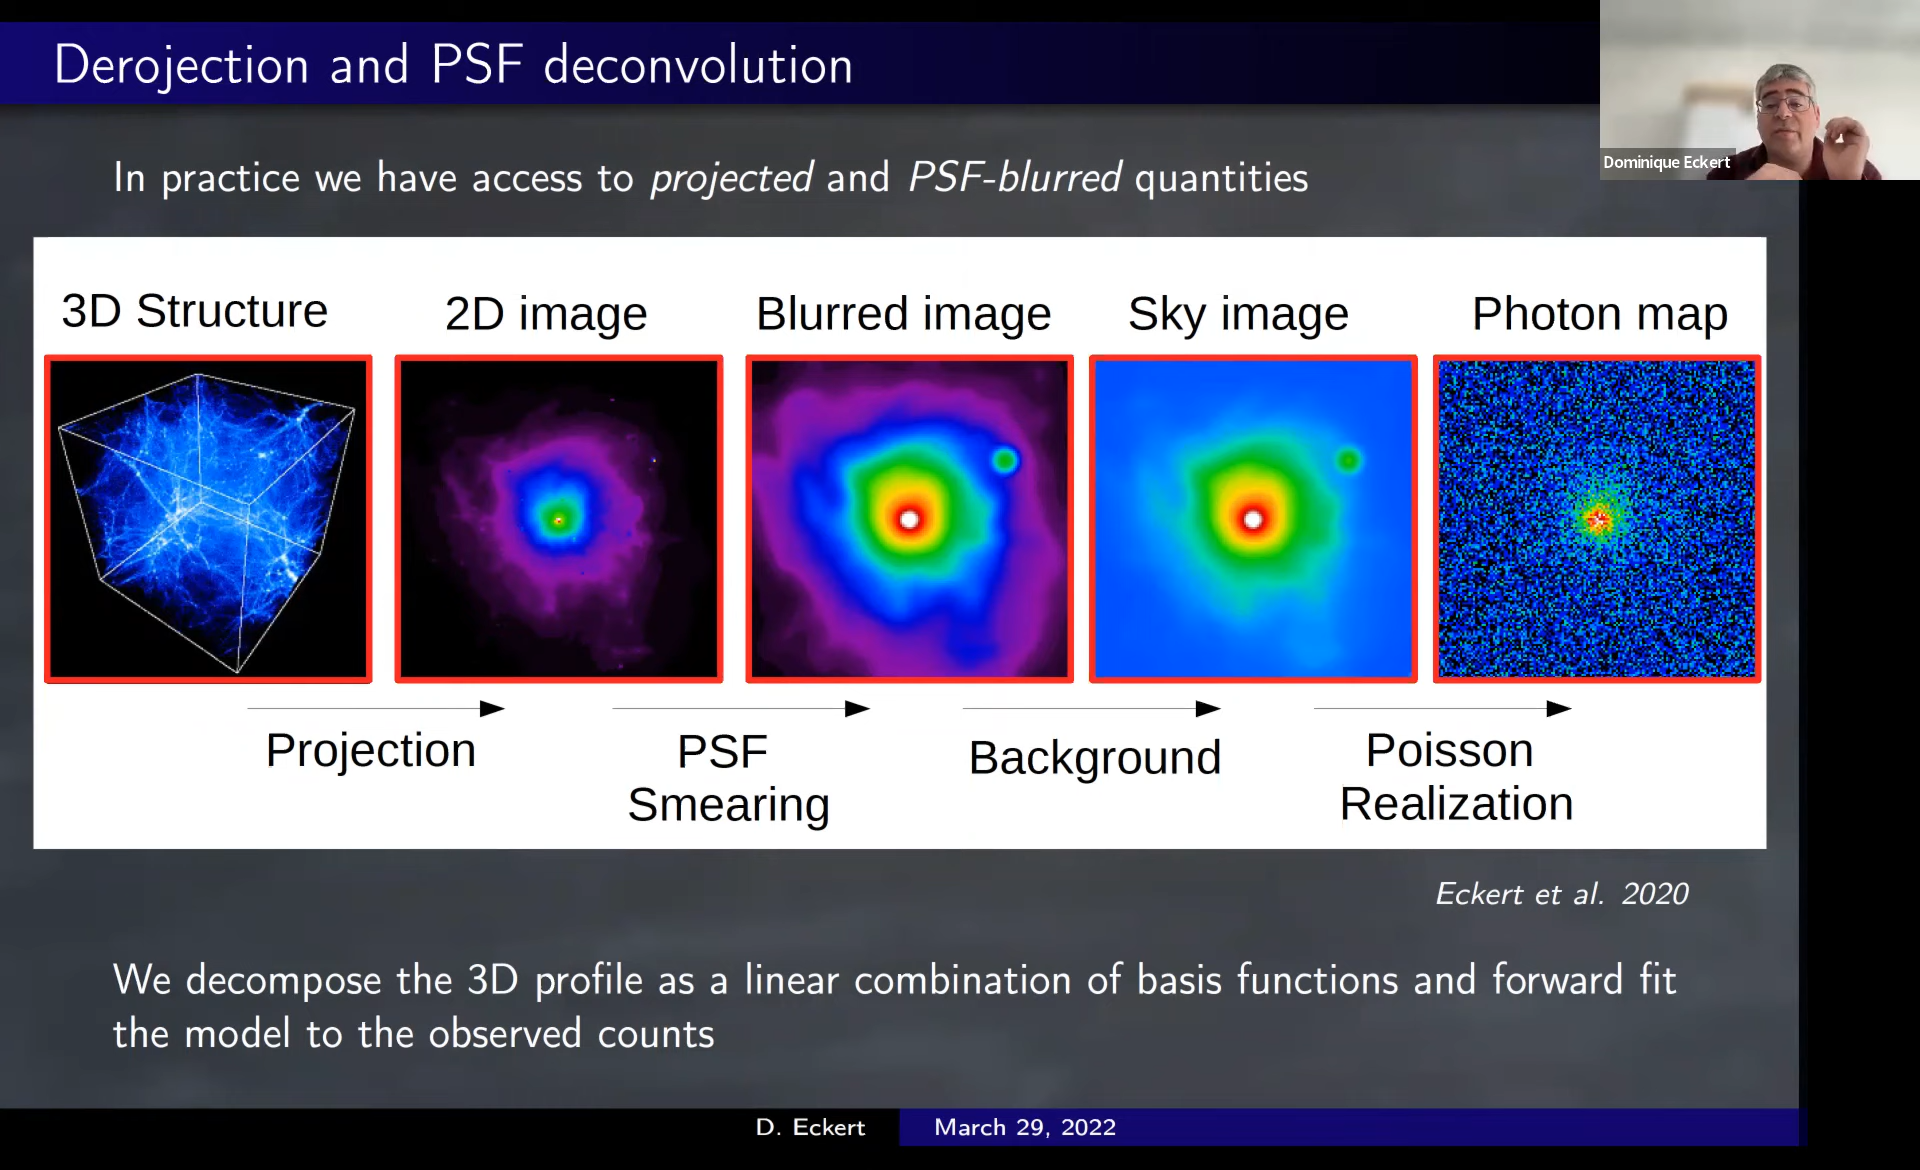 Derojection and PSF deconvolution
Dominique Eckert
In practice we have access to projected and PSF-blurred quantities
3D Structure
2D image
Blurred image
Sky image
Photon map
Projection
PSF
Smearing
Background
Poisson
Realization
Eckert et al. 2020
We decompose the 3D profile as a linear combination of basis functions and forward fit
the model to the observed counts
D. Eckert
March 29, 2022